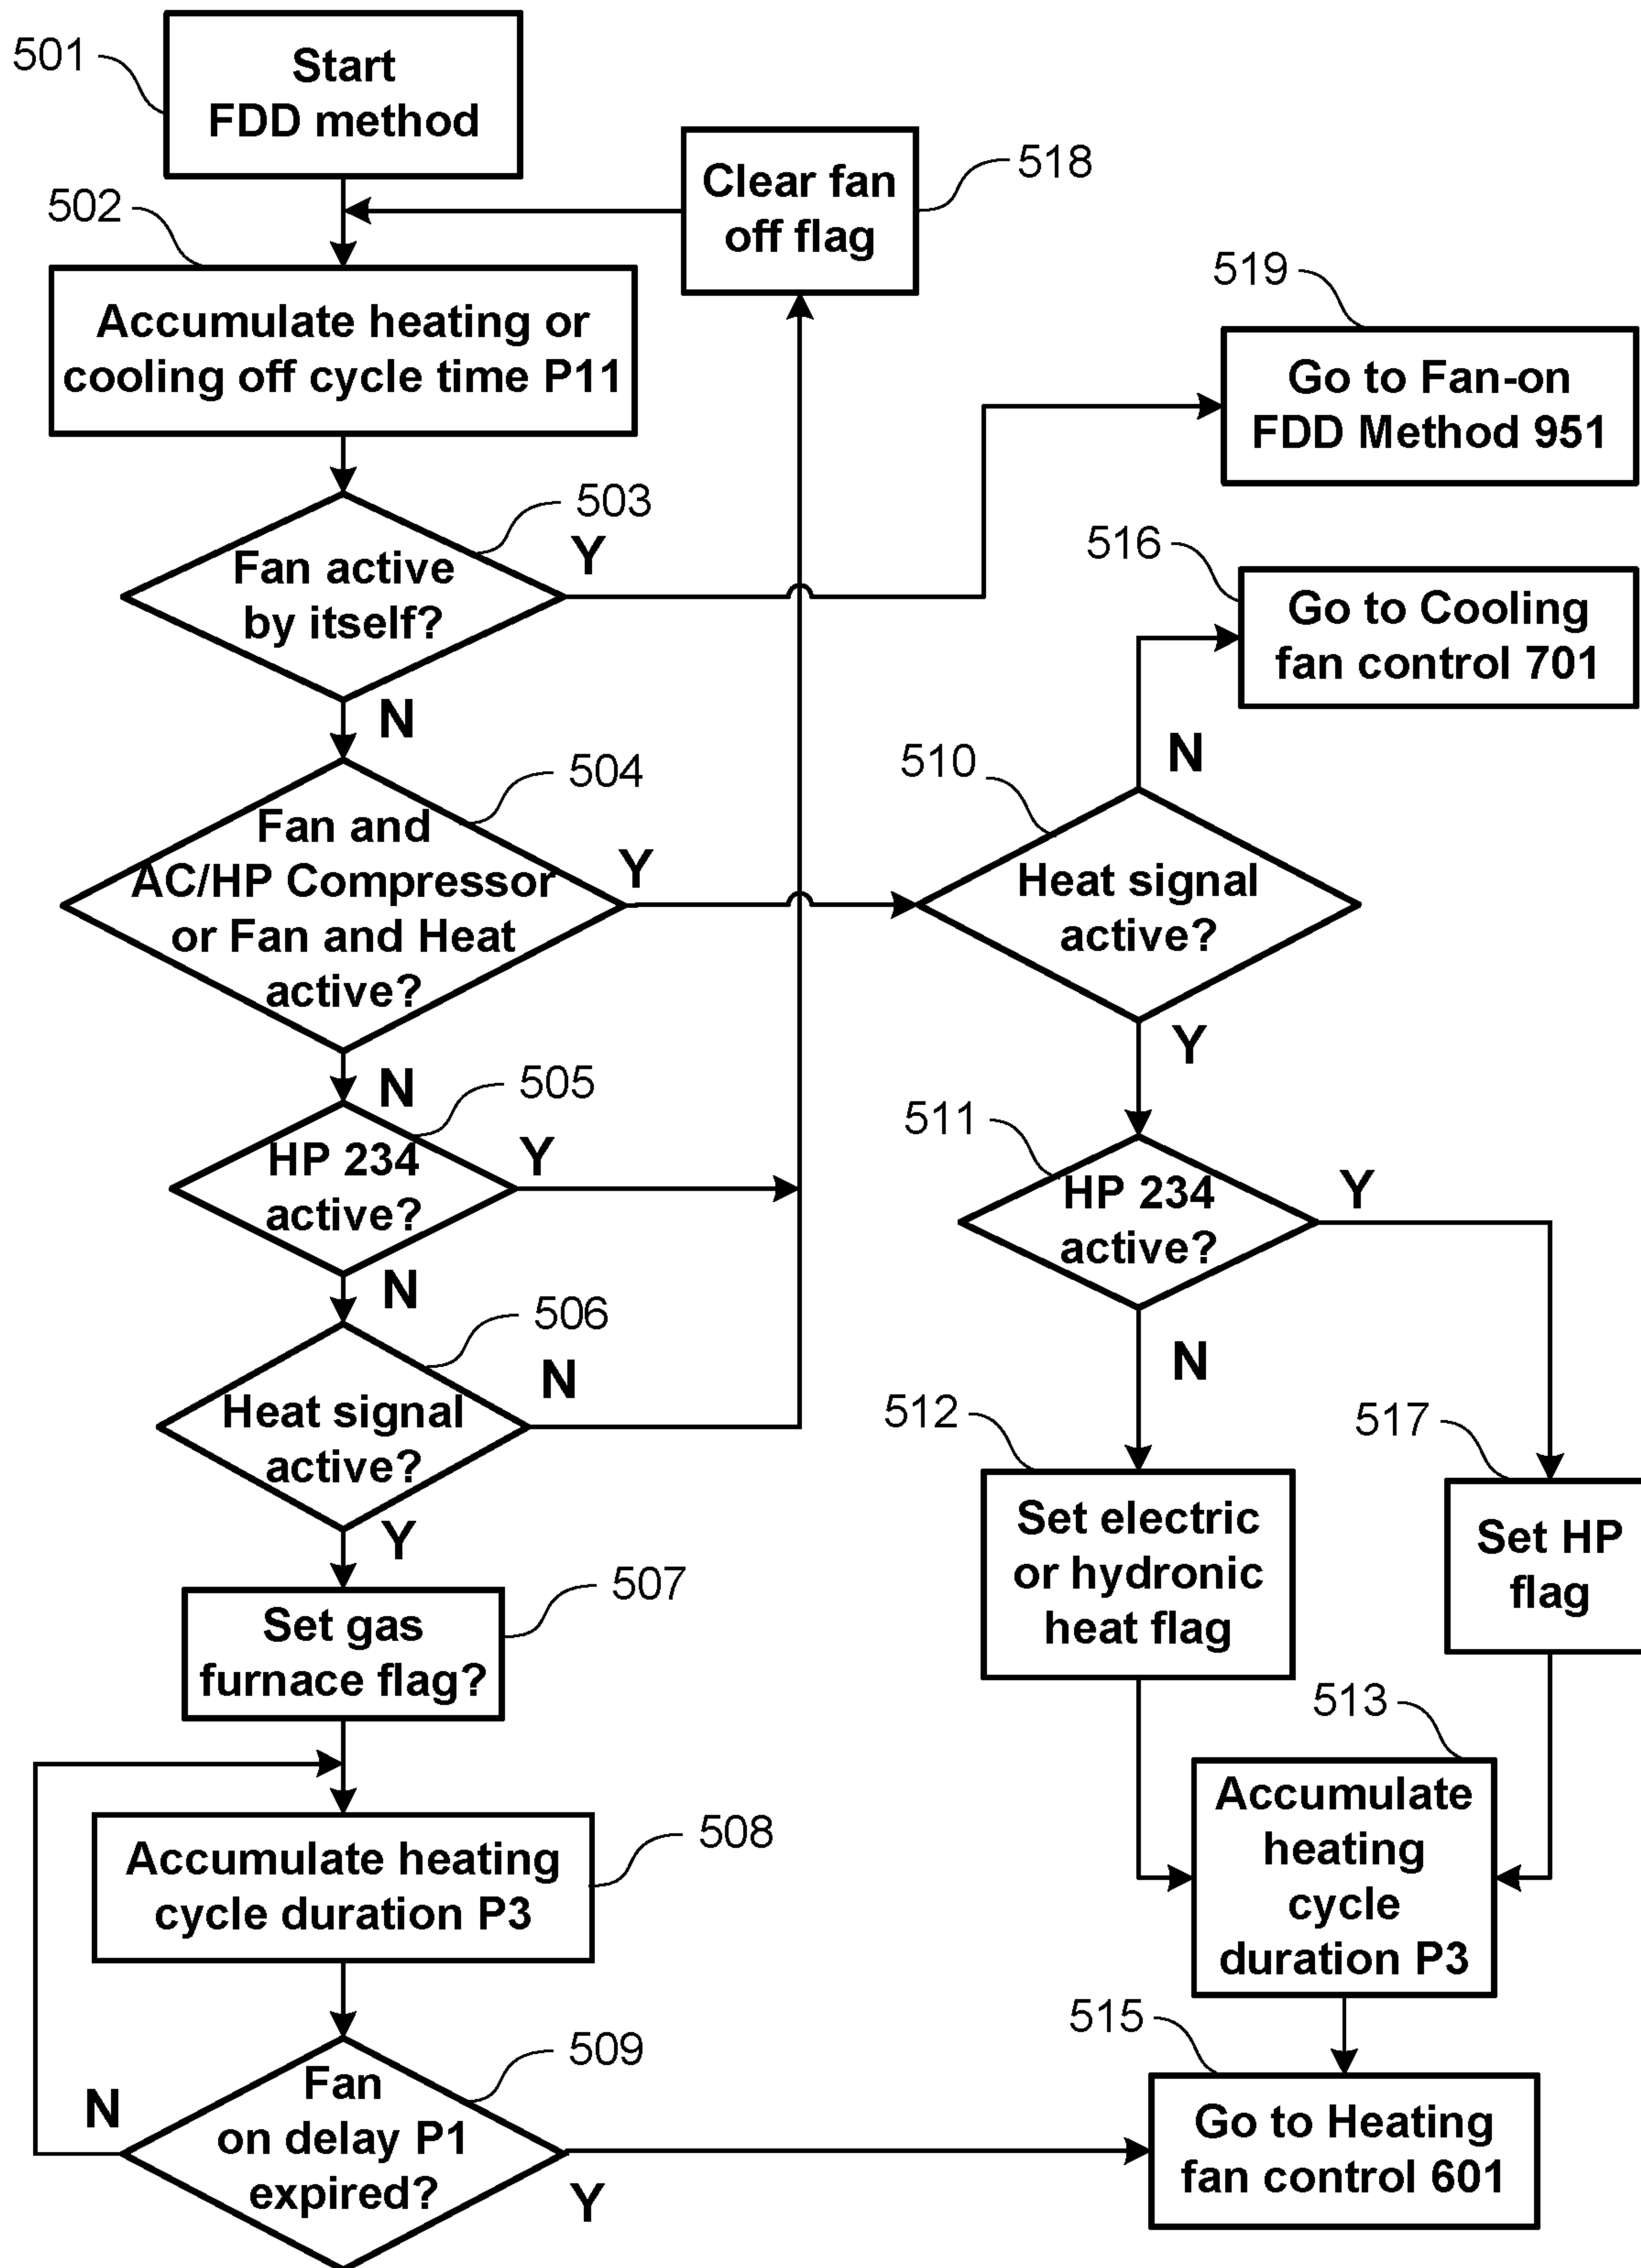 501
Start
FDD method
518
Clear fan
off flag
502
Accumulate heating or
cooling off cycle time P11
519
Go to Fan-on
FDD Method 951
503
Fan active
by itself?
Y
N
516
Go to Cooling
fan control 701
504
Fan and
AC/HP Compressor
or Fan and Heat
active?
Y
N
510
Heat signal
active?
N
Y
505
HP 234
active?
Y
N
511
HP 234
active?
Y
N
506
Heat signal
active?
N
Y
512
Set electric
or hydronic
heat flag
517
Set HP
flag
507
Set gas
furnace flag?
513
Accumulate
heating
cycle
duration P3
508
Accumulate heating
cycle duration P3
509
Fan
on delay P1
expired?
N
Y
515
Go to Heating
fan control 601